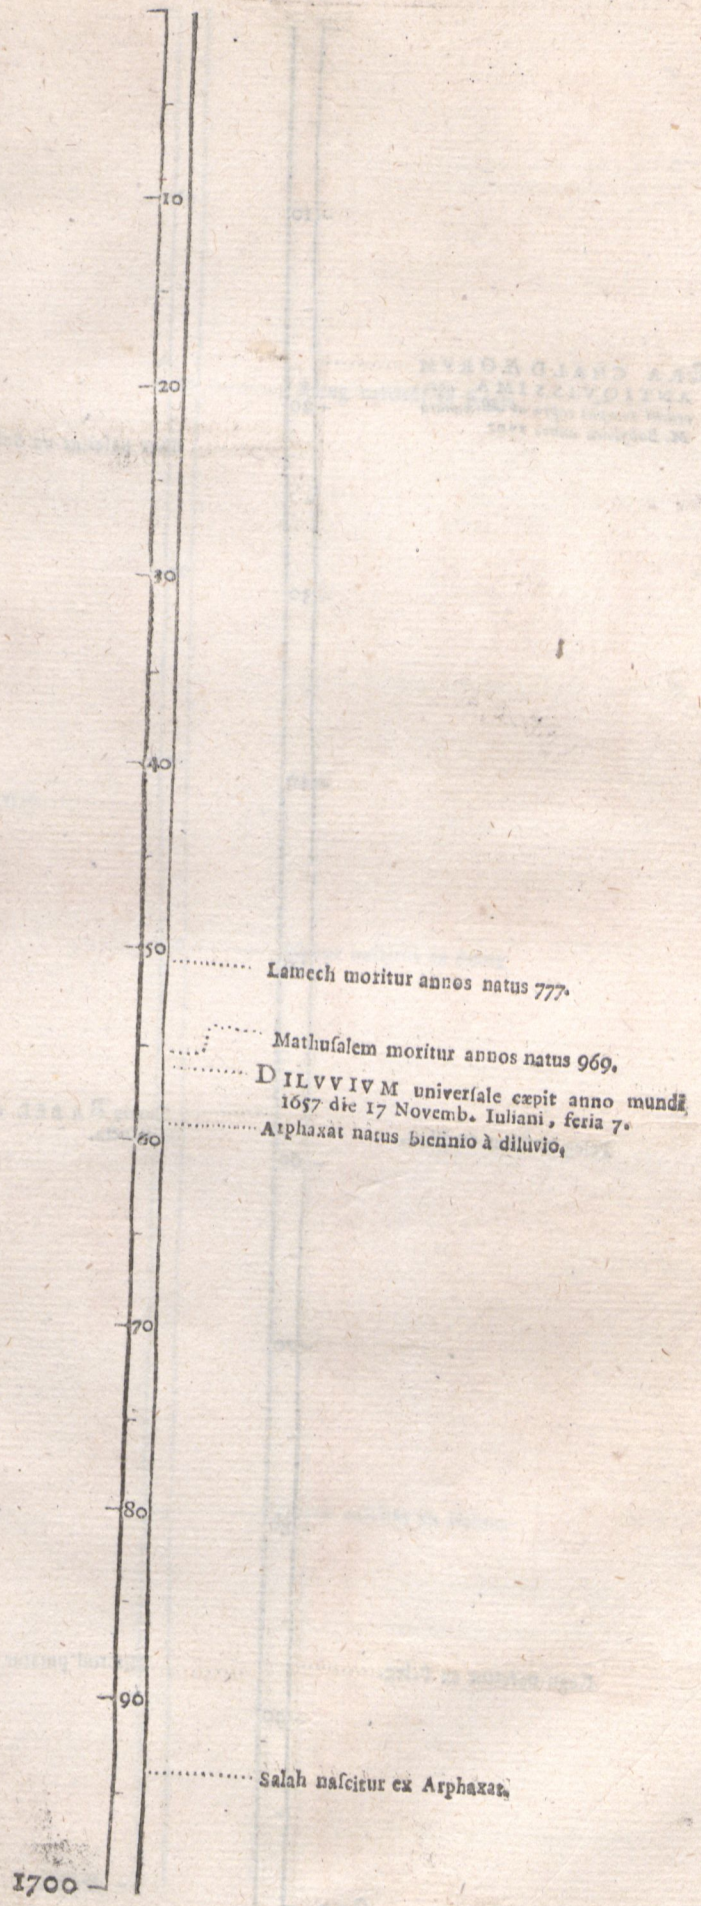 10
20
30
40
50
Lamech moritur annos natus 777.
Mathuſalem moritur annos natus 969.
DILVVIVM univerſale cæpit anno mundi
1657 die 17 Novemb. Iuliani, feria 7.
Arphaxat natus biennio à diluvio,
60
70
80
90
Salah naſcitur ex Arphaxat.
1700